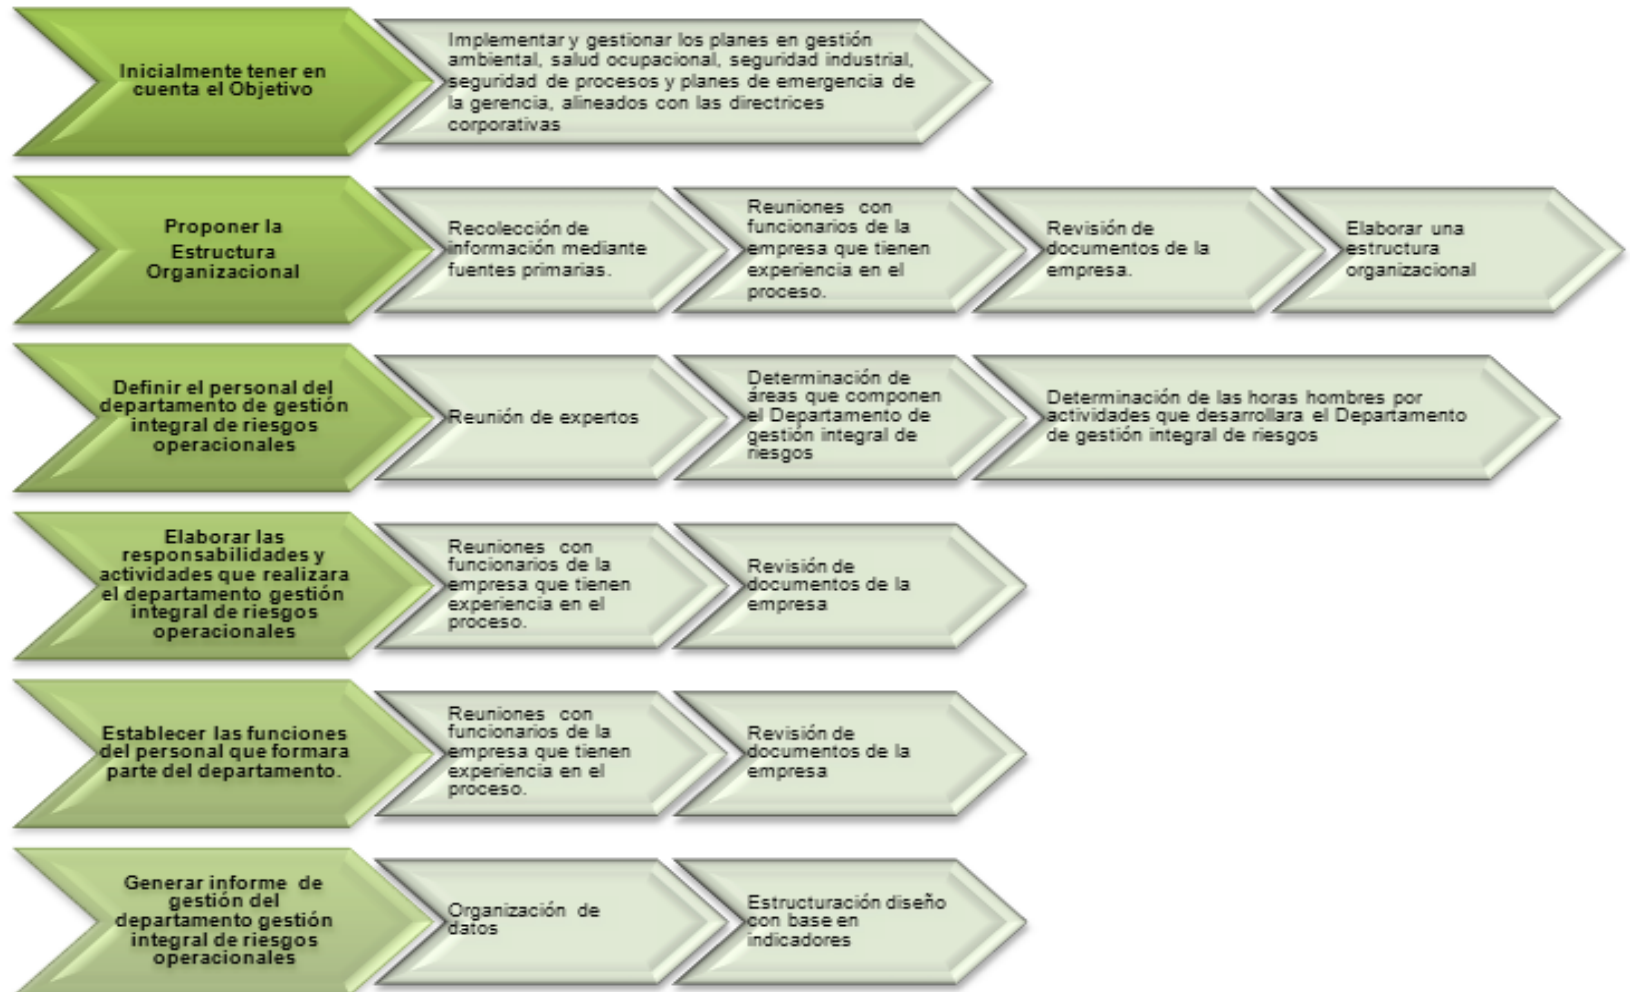 Inicialmente tener en
cuenta el Objetivo
Implementar y gestionar los planes en gestión
ambiental, salud ocupacional, seguridad industrial,
seguridad de procesos y planes de emergencia de
la gerencia, alineados con las directrices
corporativas
Proponer la
Estructura
Organizacional
Recolección de
información mediante
fuentes primarias.
Reuniones con
funcionarios de la
empresa que tienen
experiencia en el
proceso.
Revisión de
documentos de la
empresa.
Elaborar una
estructura
organizacional
Definir el personal del
departamento de gestión
integral de riesgos
operacionales
Reunión de expertos
Determinación de
áreas que componen
el Departamento de
gestión integral de
riesgos
Determinación de las horas hombres por
actividades que desarrollara el Departamento
de gestión integral de riesgos
Elaborar las
responsabilidades y
actividades que realizara
el departamento gestión
integral de riesgos
operacionales
Reuniones con
funcionarios de la
empresa que tienen
experiencia en el
proceso.
Revisión de
documentos de la
empresa
Establecer las funciones
del personal que formara
parte del departamento.
Reuniones con
funcionarios de la
empresa que tienen
experiencia en el
proceso.
Revisión de
documentos de la
empresa
Generar informe de
gestión del
departamento gestión
integral de riesgos
operacionales
Organización de
datos
Estructuración diseño
con base en
indicadores